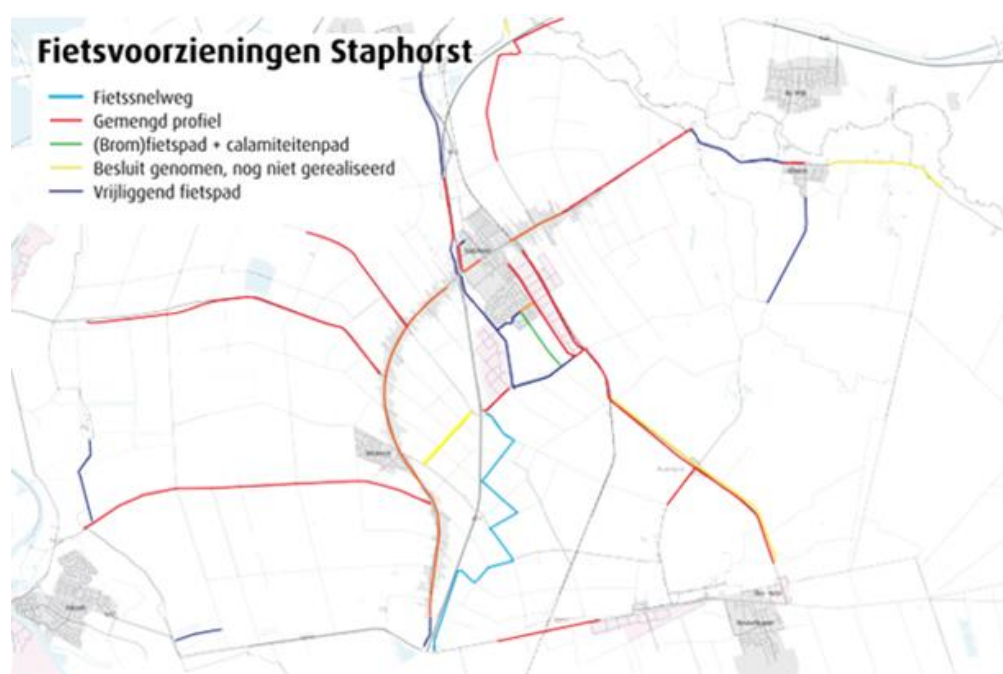 Fietsvoorzieningen Staphorst
Fietssnelweg
Gemengd profiel
(Brom)fietspad + calamiteitenpad
Besluit genomen, nog niet gerealiseerd
Vrijliggend fietspad